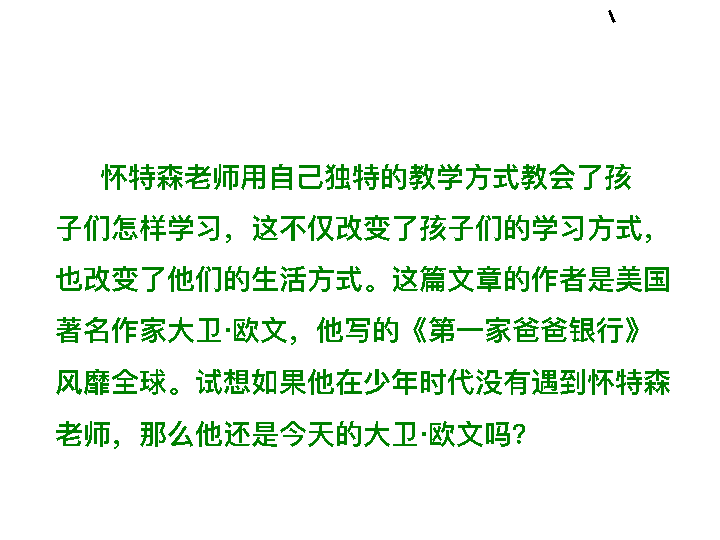 怀特森老师用自己独特的教学方式教会了孩
子们怎样学习，这不仅改变了孩子们的学习方式，
也改变了他们的生活方式。这篇文章的作者是美国
著名作家大卫·欧文，他写的《第一家爸爸银行》
风靡全球。试想如果他在少年时代没有遇到怀特森
老师，那么他还是今天的大卫·欧文吗？